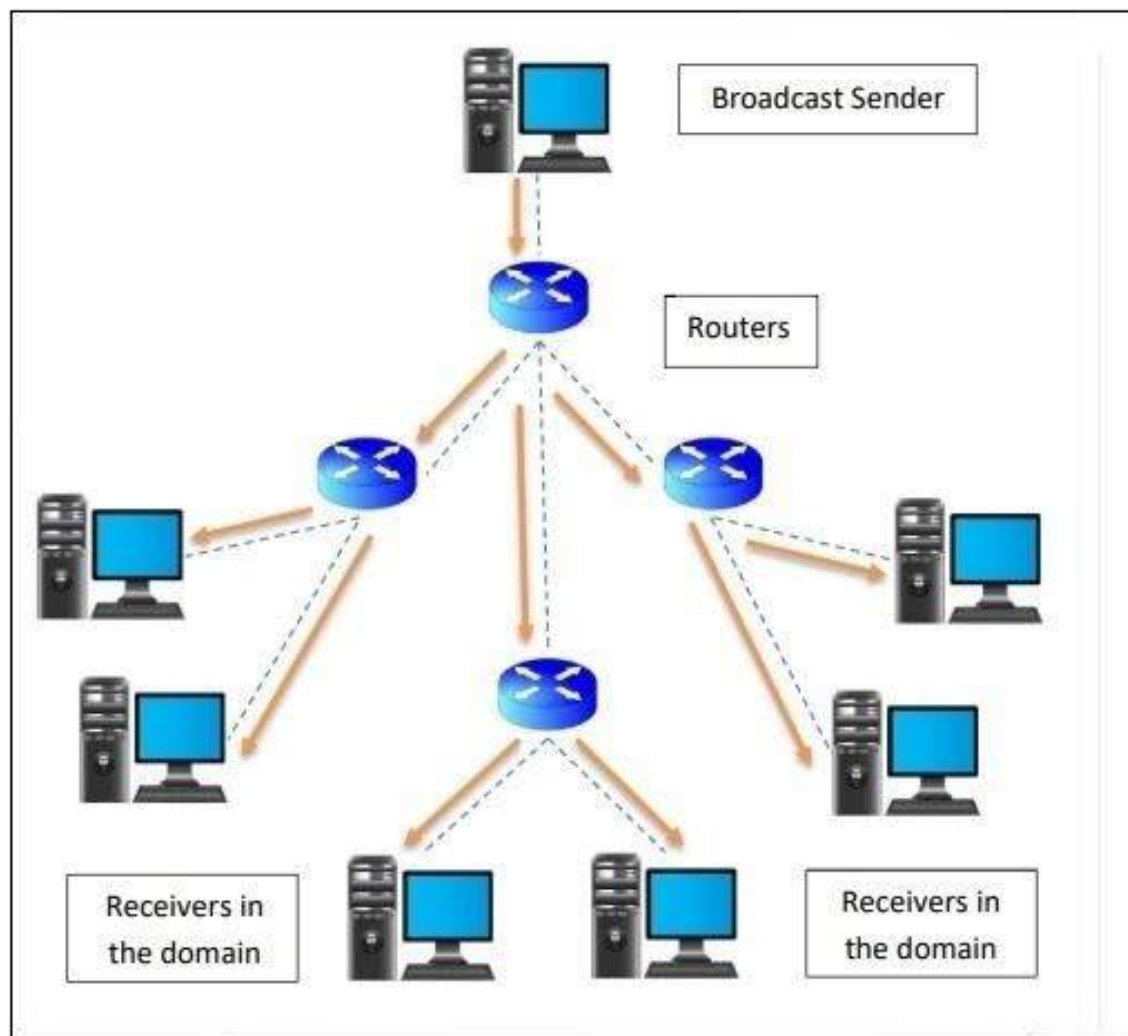 Broadcast Sender
Routers
Receivers in
the domain
Receivers in
the domain